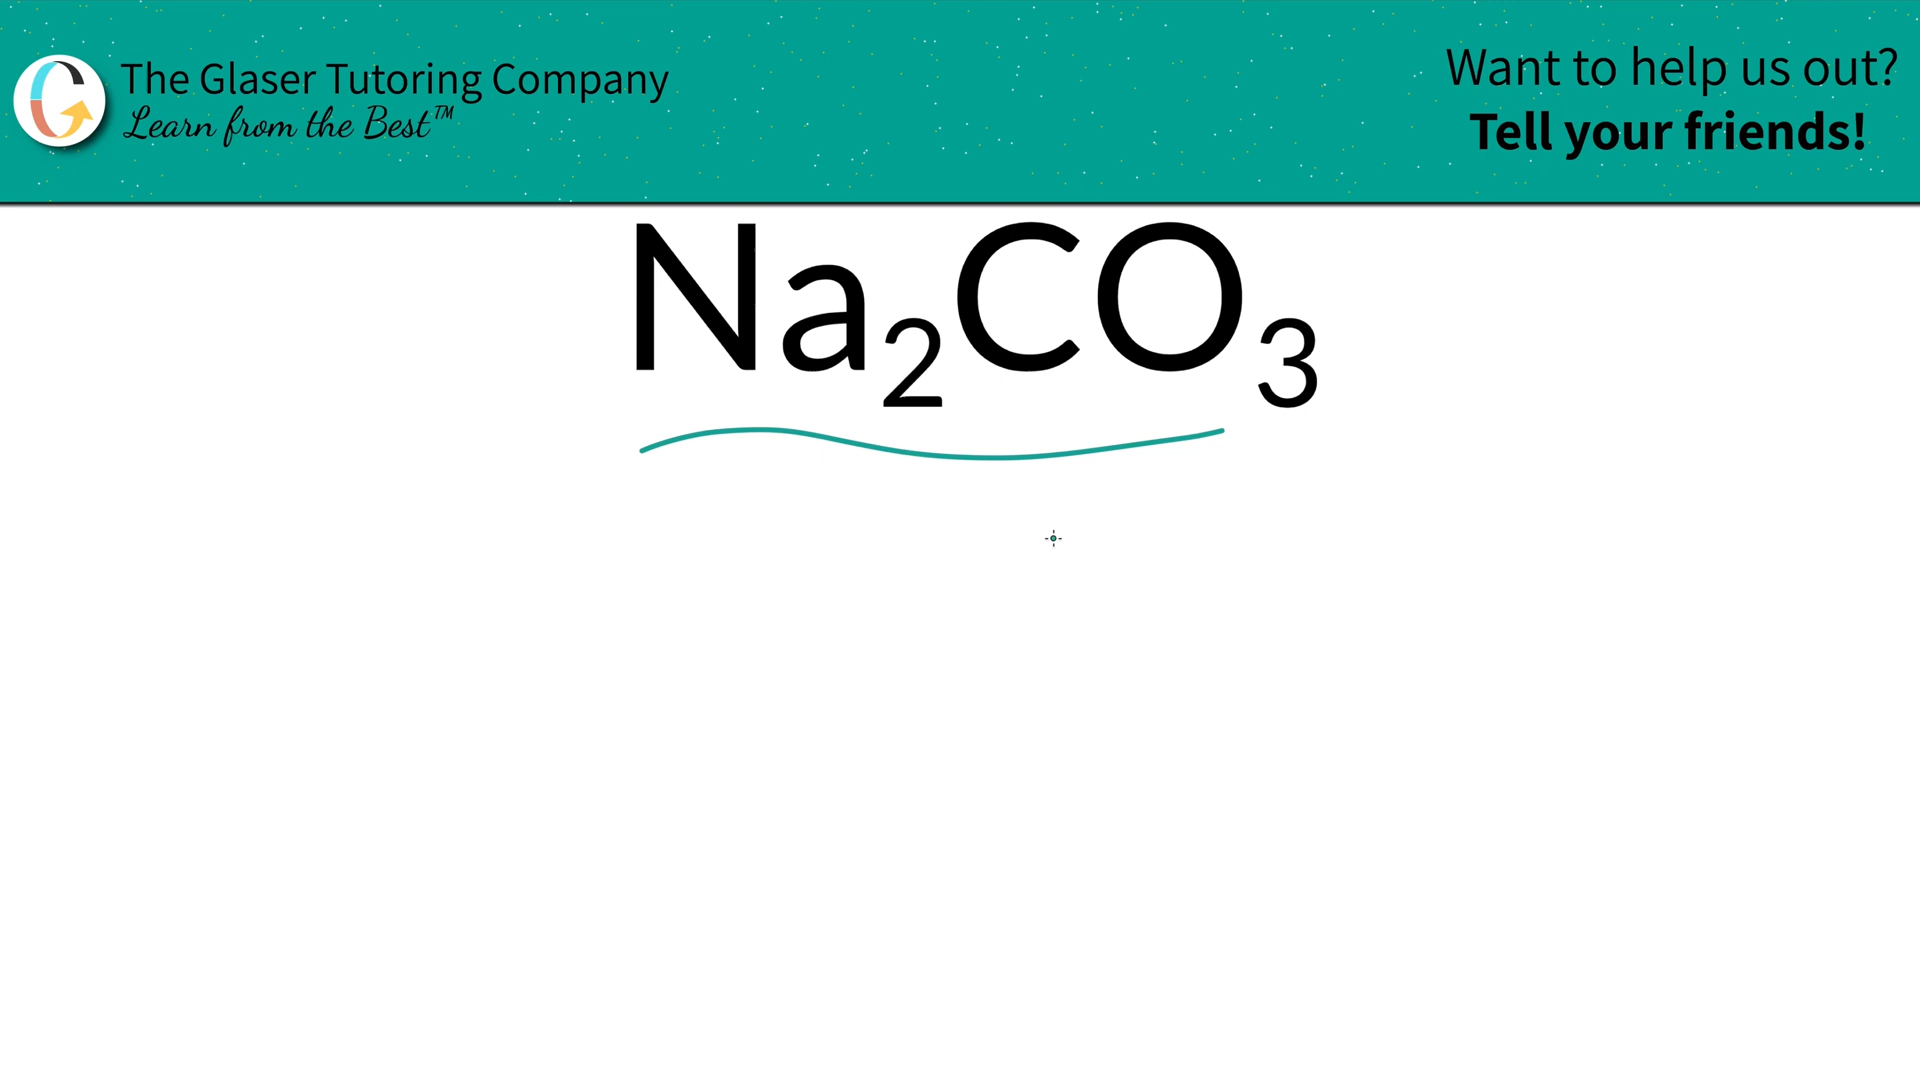 The Glaser Tutoring Company
Learn from the Best™
Want to help us out?
Tell your friends!
Na₂CO₃